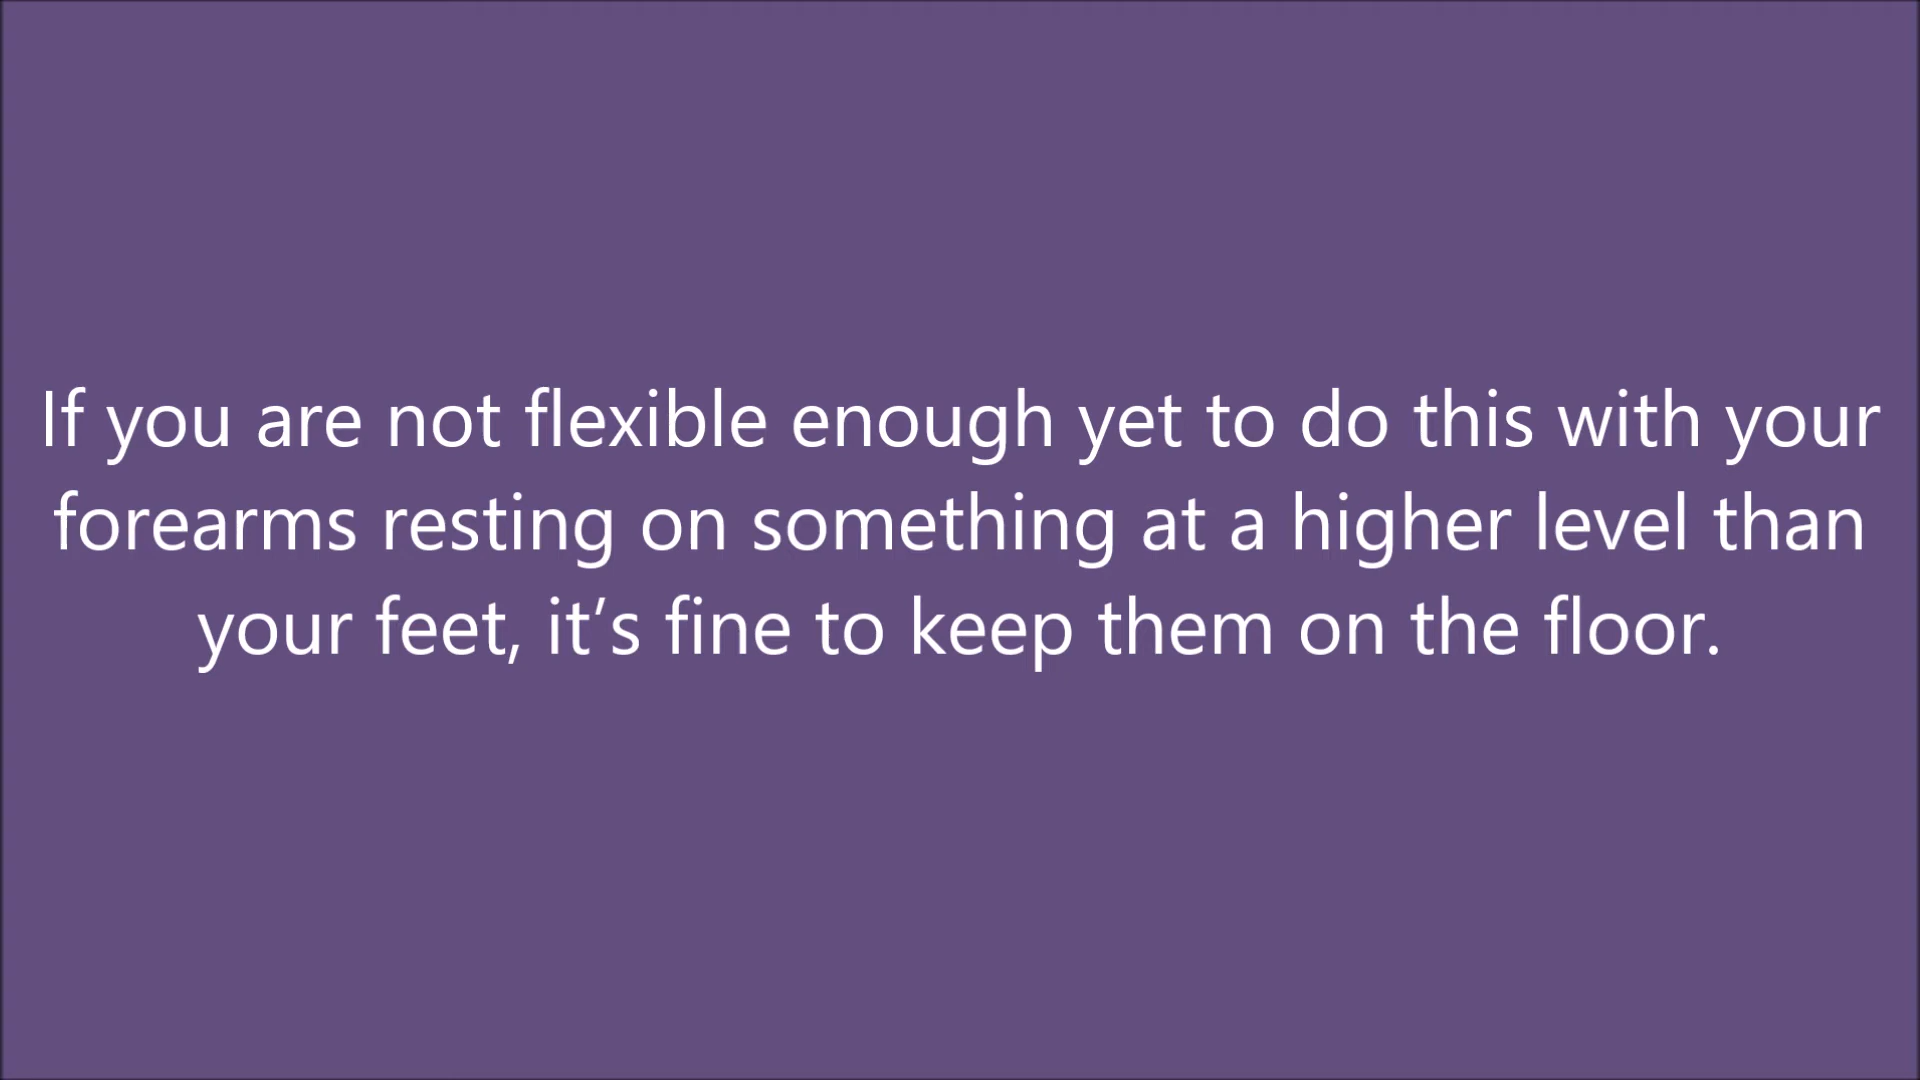 If you are not flexible enough yet to do this with your
forearms resting on something at a higher level than
your feet, it’s fine to keep them on the floor.